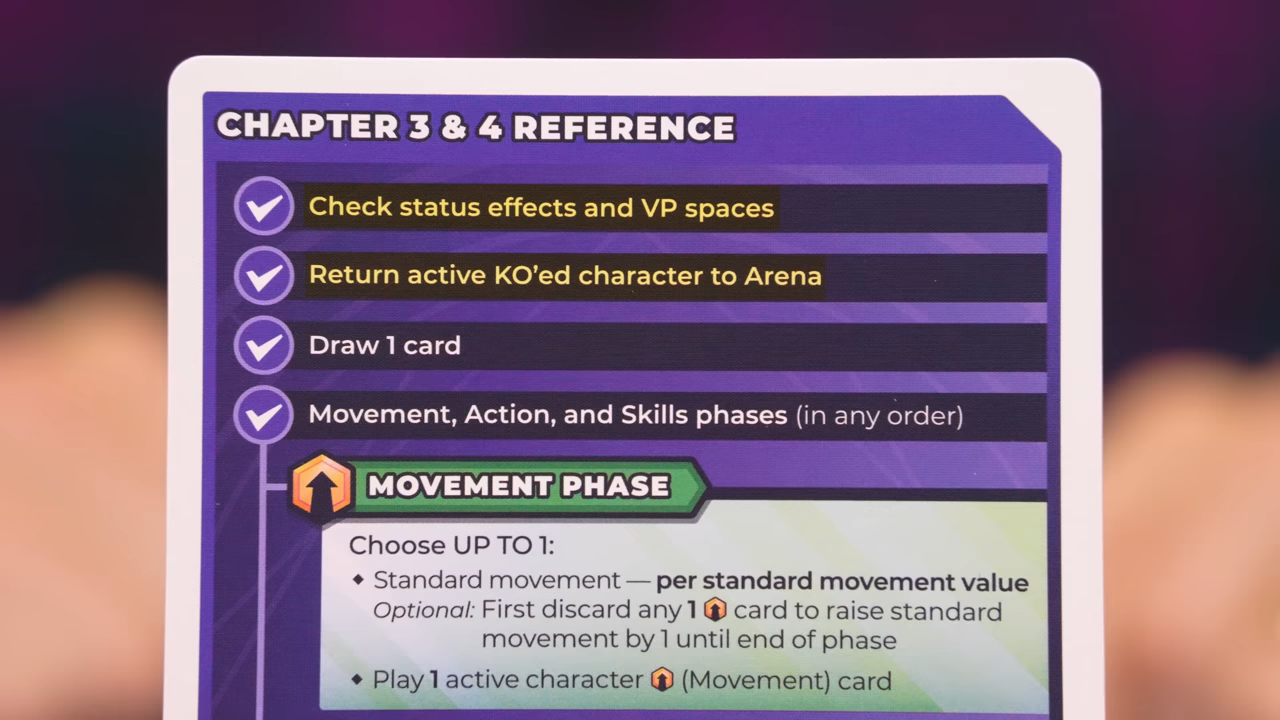 CHAPTER 3 & 4 REFERENCE
Check status effects and VP spaces
Return active KO’ed character to Arena
Draw 1 card
Movement, Action, and Skills phases (in any order)
MOVEMENT PHASE
Choose UP TO 1:
◆ Standard movement — per standard movement value
Optional: First discard any 1 card to raise standard
movement by 1 until end of phase
◆ Play 1 active character (Movement) card